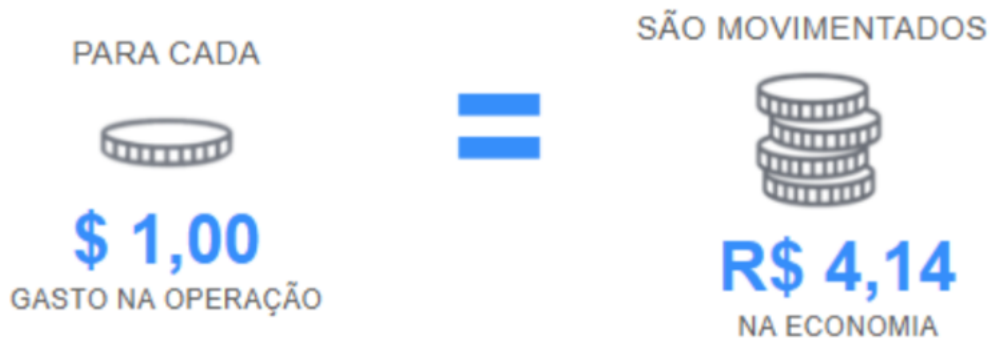 PARA CADA
$ 1,00
GASTO NA OPERAÇÃO
SÃO MOVIMENTADOS
R$ 4,14
NA ECONOMIA